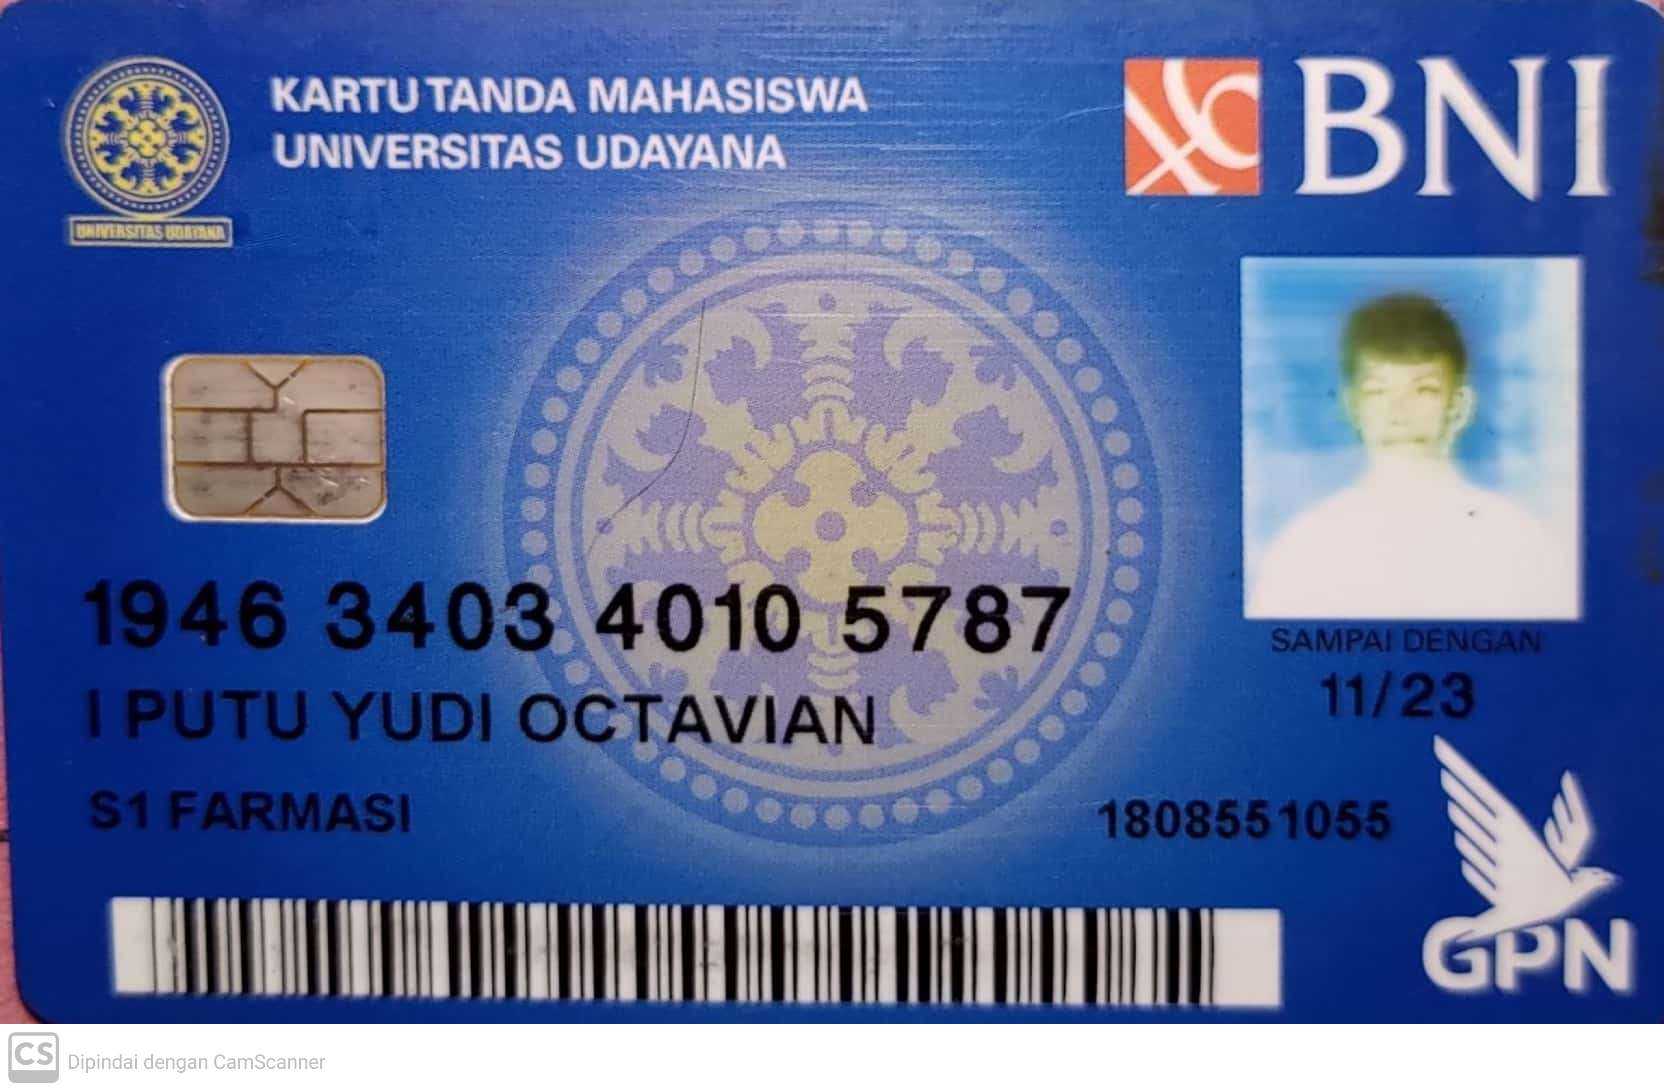 KARTU TANDA MAHASISWA
UNIVERSITAS UDAYANA
BNI
UNIVERSITAS UDAYANA
1946 3403 4010 5787
SAMPAI DENGAN
11/23
I PUTU YUDI OCTAVIAN
S1 FARMASI
1808551055
GPN
CS Dipindai dengan CamScanner